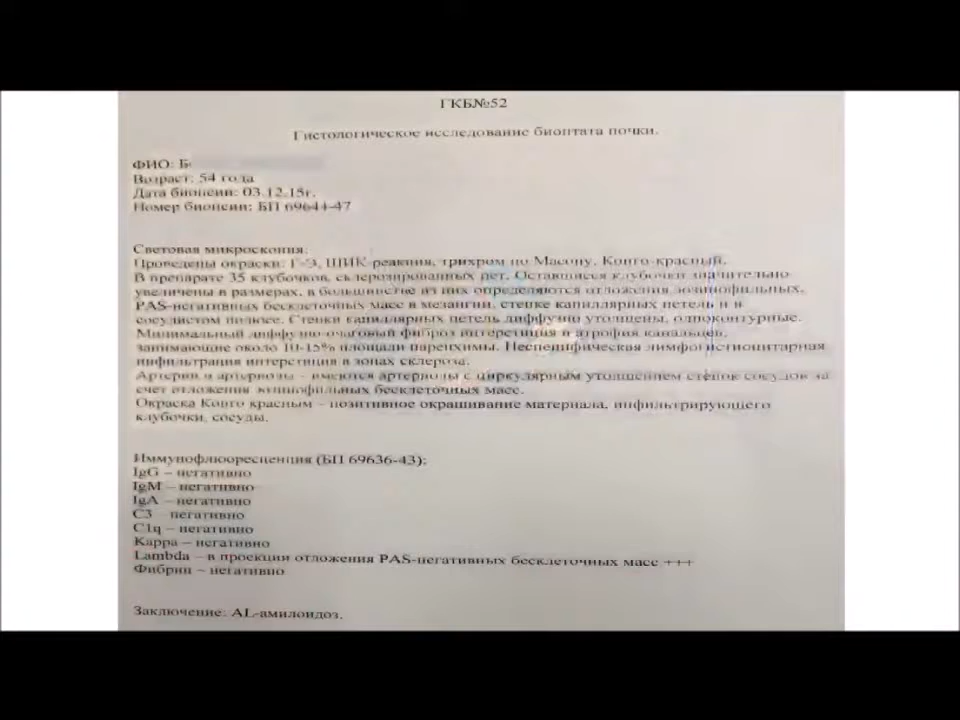 ГКБ№52
Гистологическое исследование биоптата почки.
ФИО: Б
Возраст: 54 года
Дата биопсии: 03.12.15г.
Номер биопсии: БП 69644-47
Световая микроскопия:
Проведены окраски: Г-Э, ШИК-реакция, трихром по Масону, Конго-красный.
В препарате 35 клубочков, склерозированных нет. Оставшиеся клубочки значительно
увеличены в размерах, в большинстве из них определяются отложения эозинофильных,
PAS-негативных бесклеточных масс в мезангии, стенке капиллярных петель и в
сосудистом полюсе. Стенки капиллярных петель диффузно утолщены, одноконтурные.
Минимальный диффузно-очаговый фиброз интерстиция и атрофия канальцев,
занимающие около 10-15% площади паренхимы. Неспецифическая лимфогистиоцитарная
инфильтрация интерстиция в зонах склероза.
Артерии и артериолы - имеются артериолы с циркулярным утолщением стенок сосудов за
счет отложения эозинофильных бесклеточных масс.
Окраска Конго красным – позитивное окрашивание материала, инфильтрирующего
клубочки, сосуды.
Иммунофлюоресценция (БП 69636-43):
IgG – негативно
IgM – негативно
IgA – негативно
C3 – негативно
C1q – негативно
Kappa – негативно
Lambda – в проекции отложения PAS-негативных бесклеточных масс +++
Фибрин – негативно
Заключение: AL-амилоидоз.